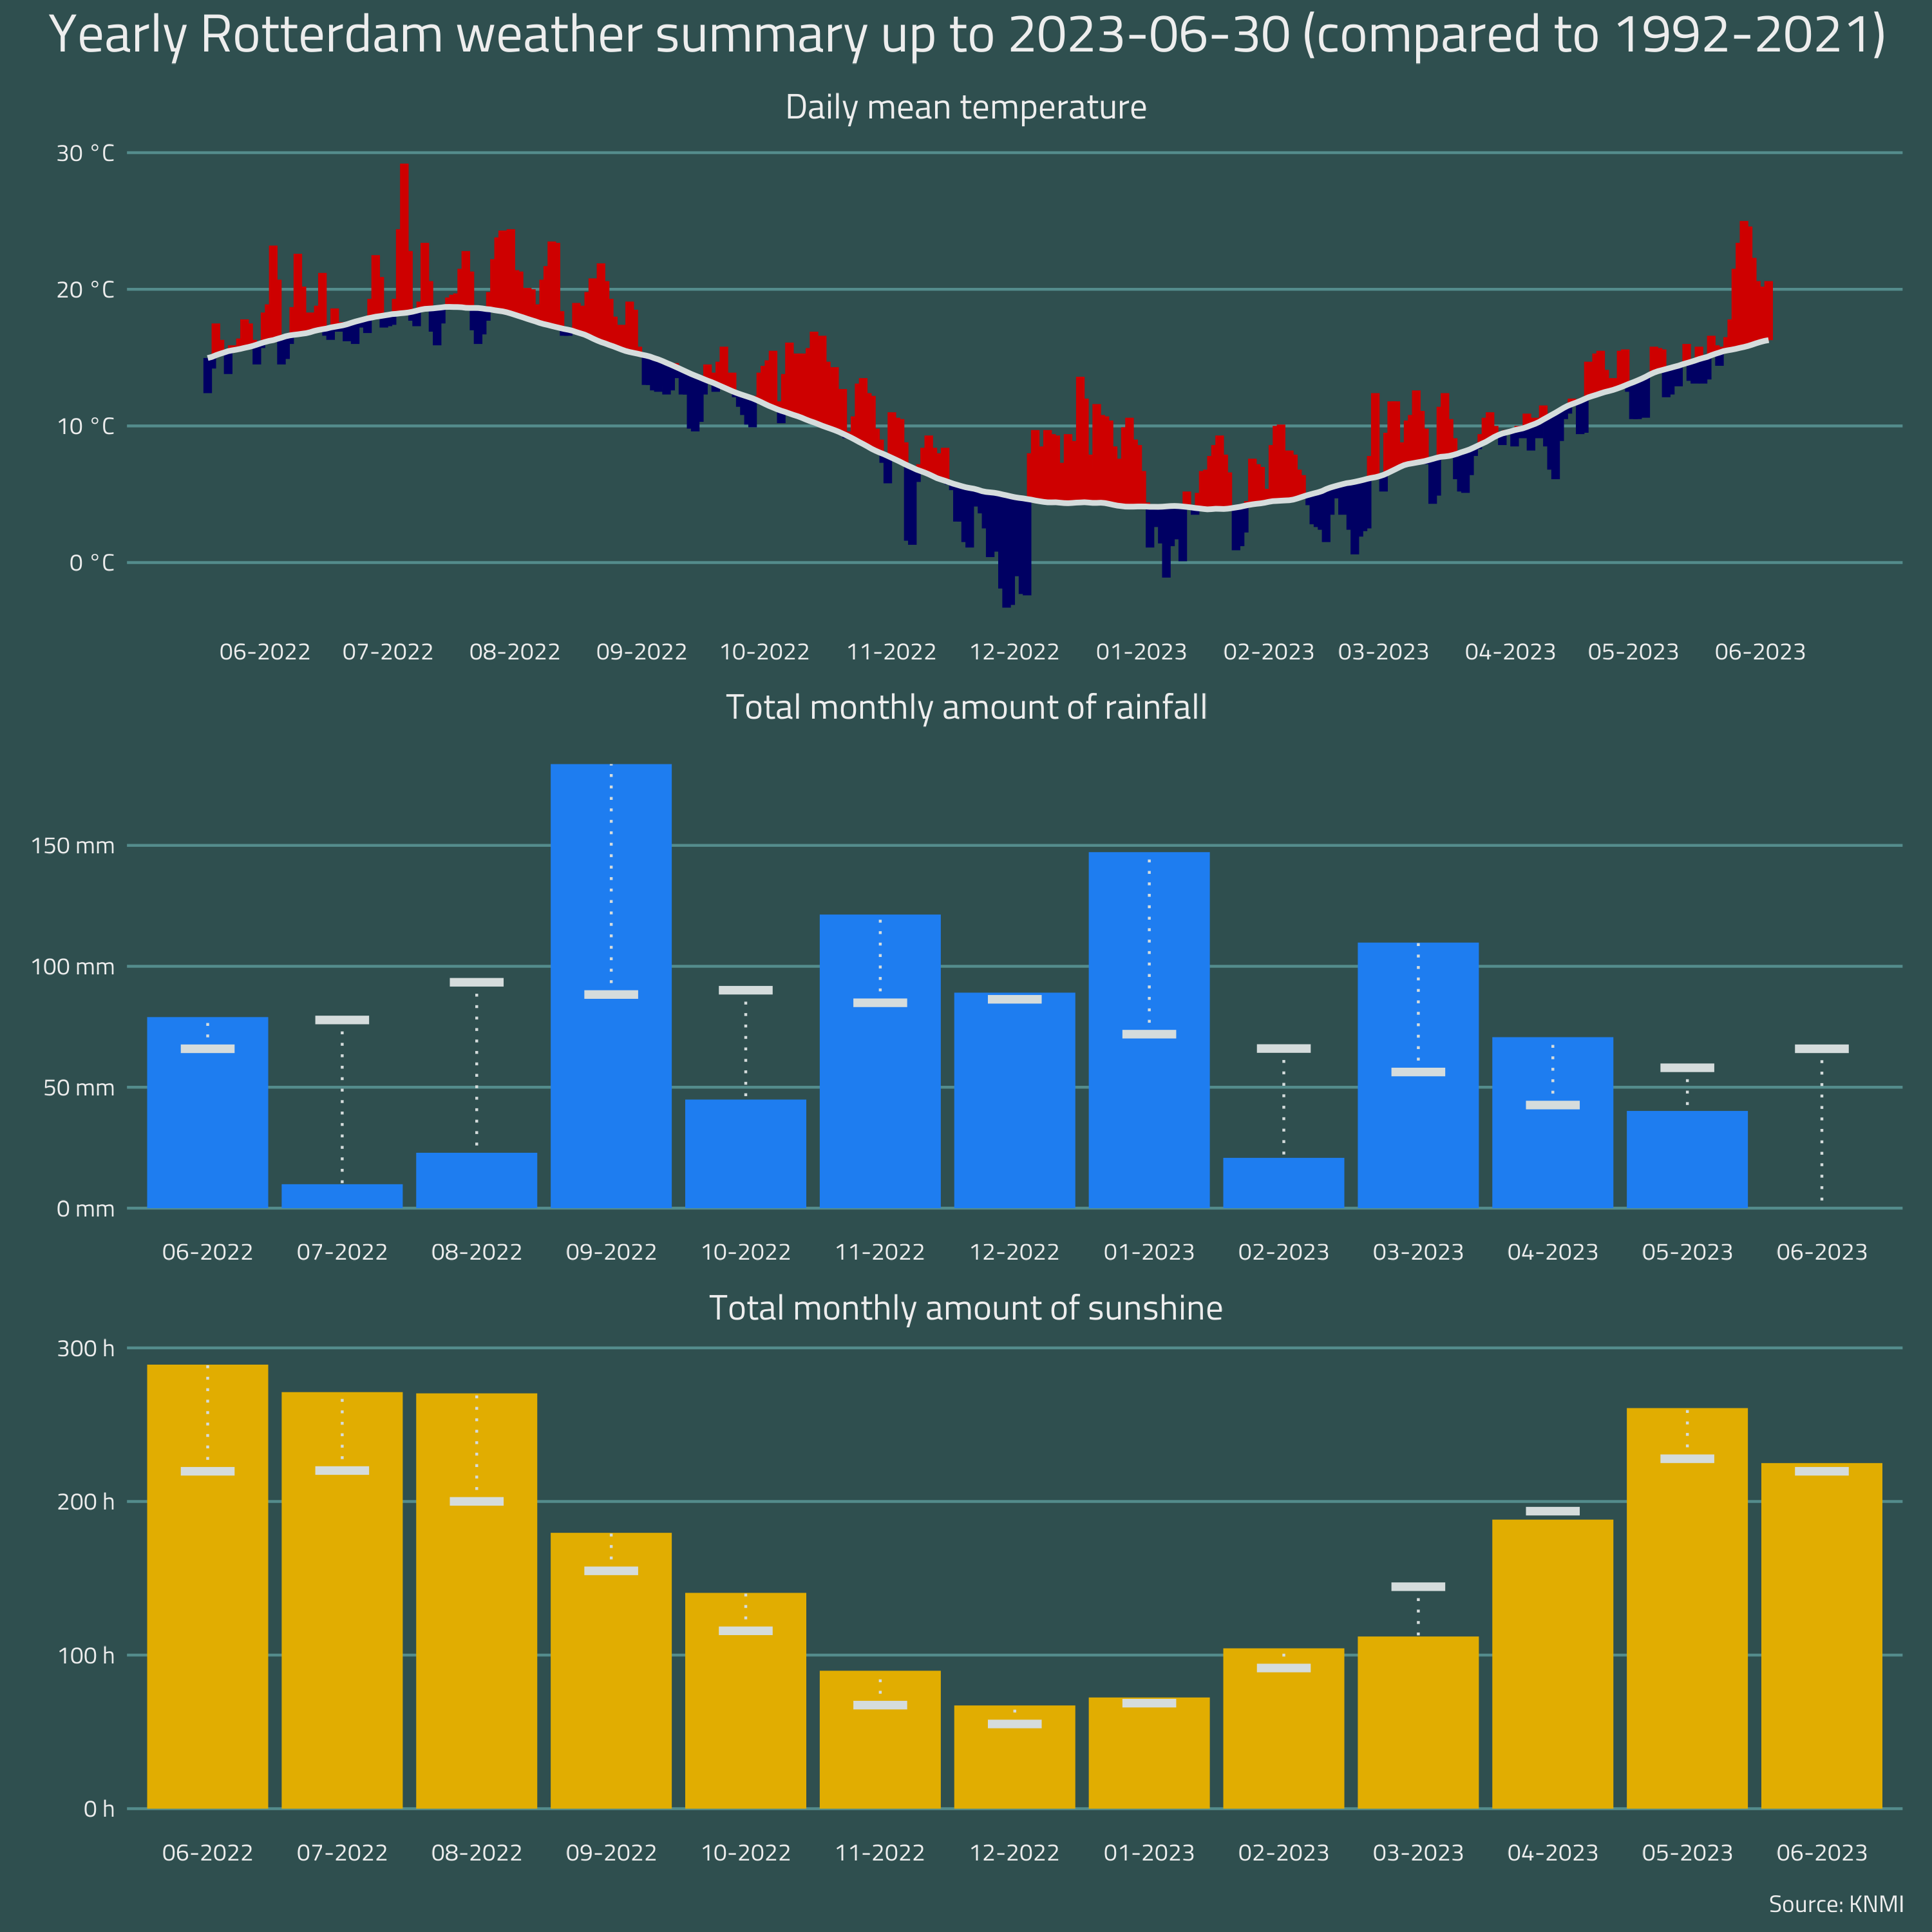 Yearly Rotterdam weather summary up to 2023-06-30 (compared to 1992-2021)
Daily mean temperature
30 °C
20 °C
10 °C
0 °C
06-2022 07-2022 08-2022 09-2022 10-2022 11-2022 12-2022 01-2023 02-2023 03-2023 04-2023 05-2023 06-2023
Total monthly amount of rainfall
150 mm
100 mm
50 mm
0 mm
06-2022 07-2022 08-2022 09-2022 10-2022 11-2022 12-2022 01-2023 02-2023 03-2023 04-2023 05-2023 06-2023
Total monthly amount of sunshine
300 h
200 h
100 h
0 h
06-2022 07-2022 08-2022 09-2022 10-2022 11-2022 12-2022 01-2023 02-2023 03-2023 04-2023 05-2023 06-2023
Source: KNMI